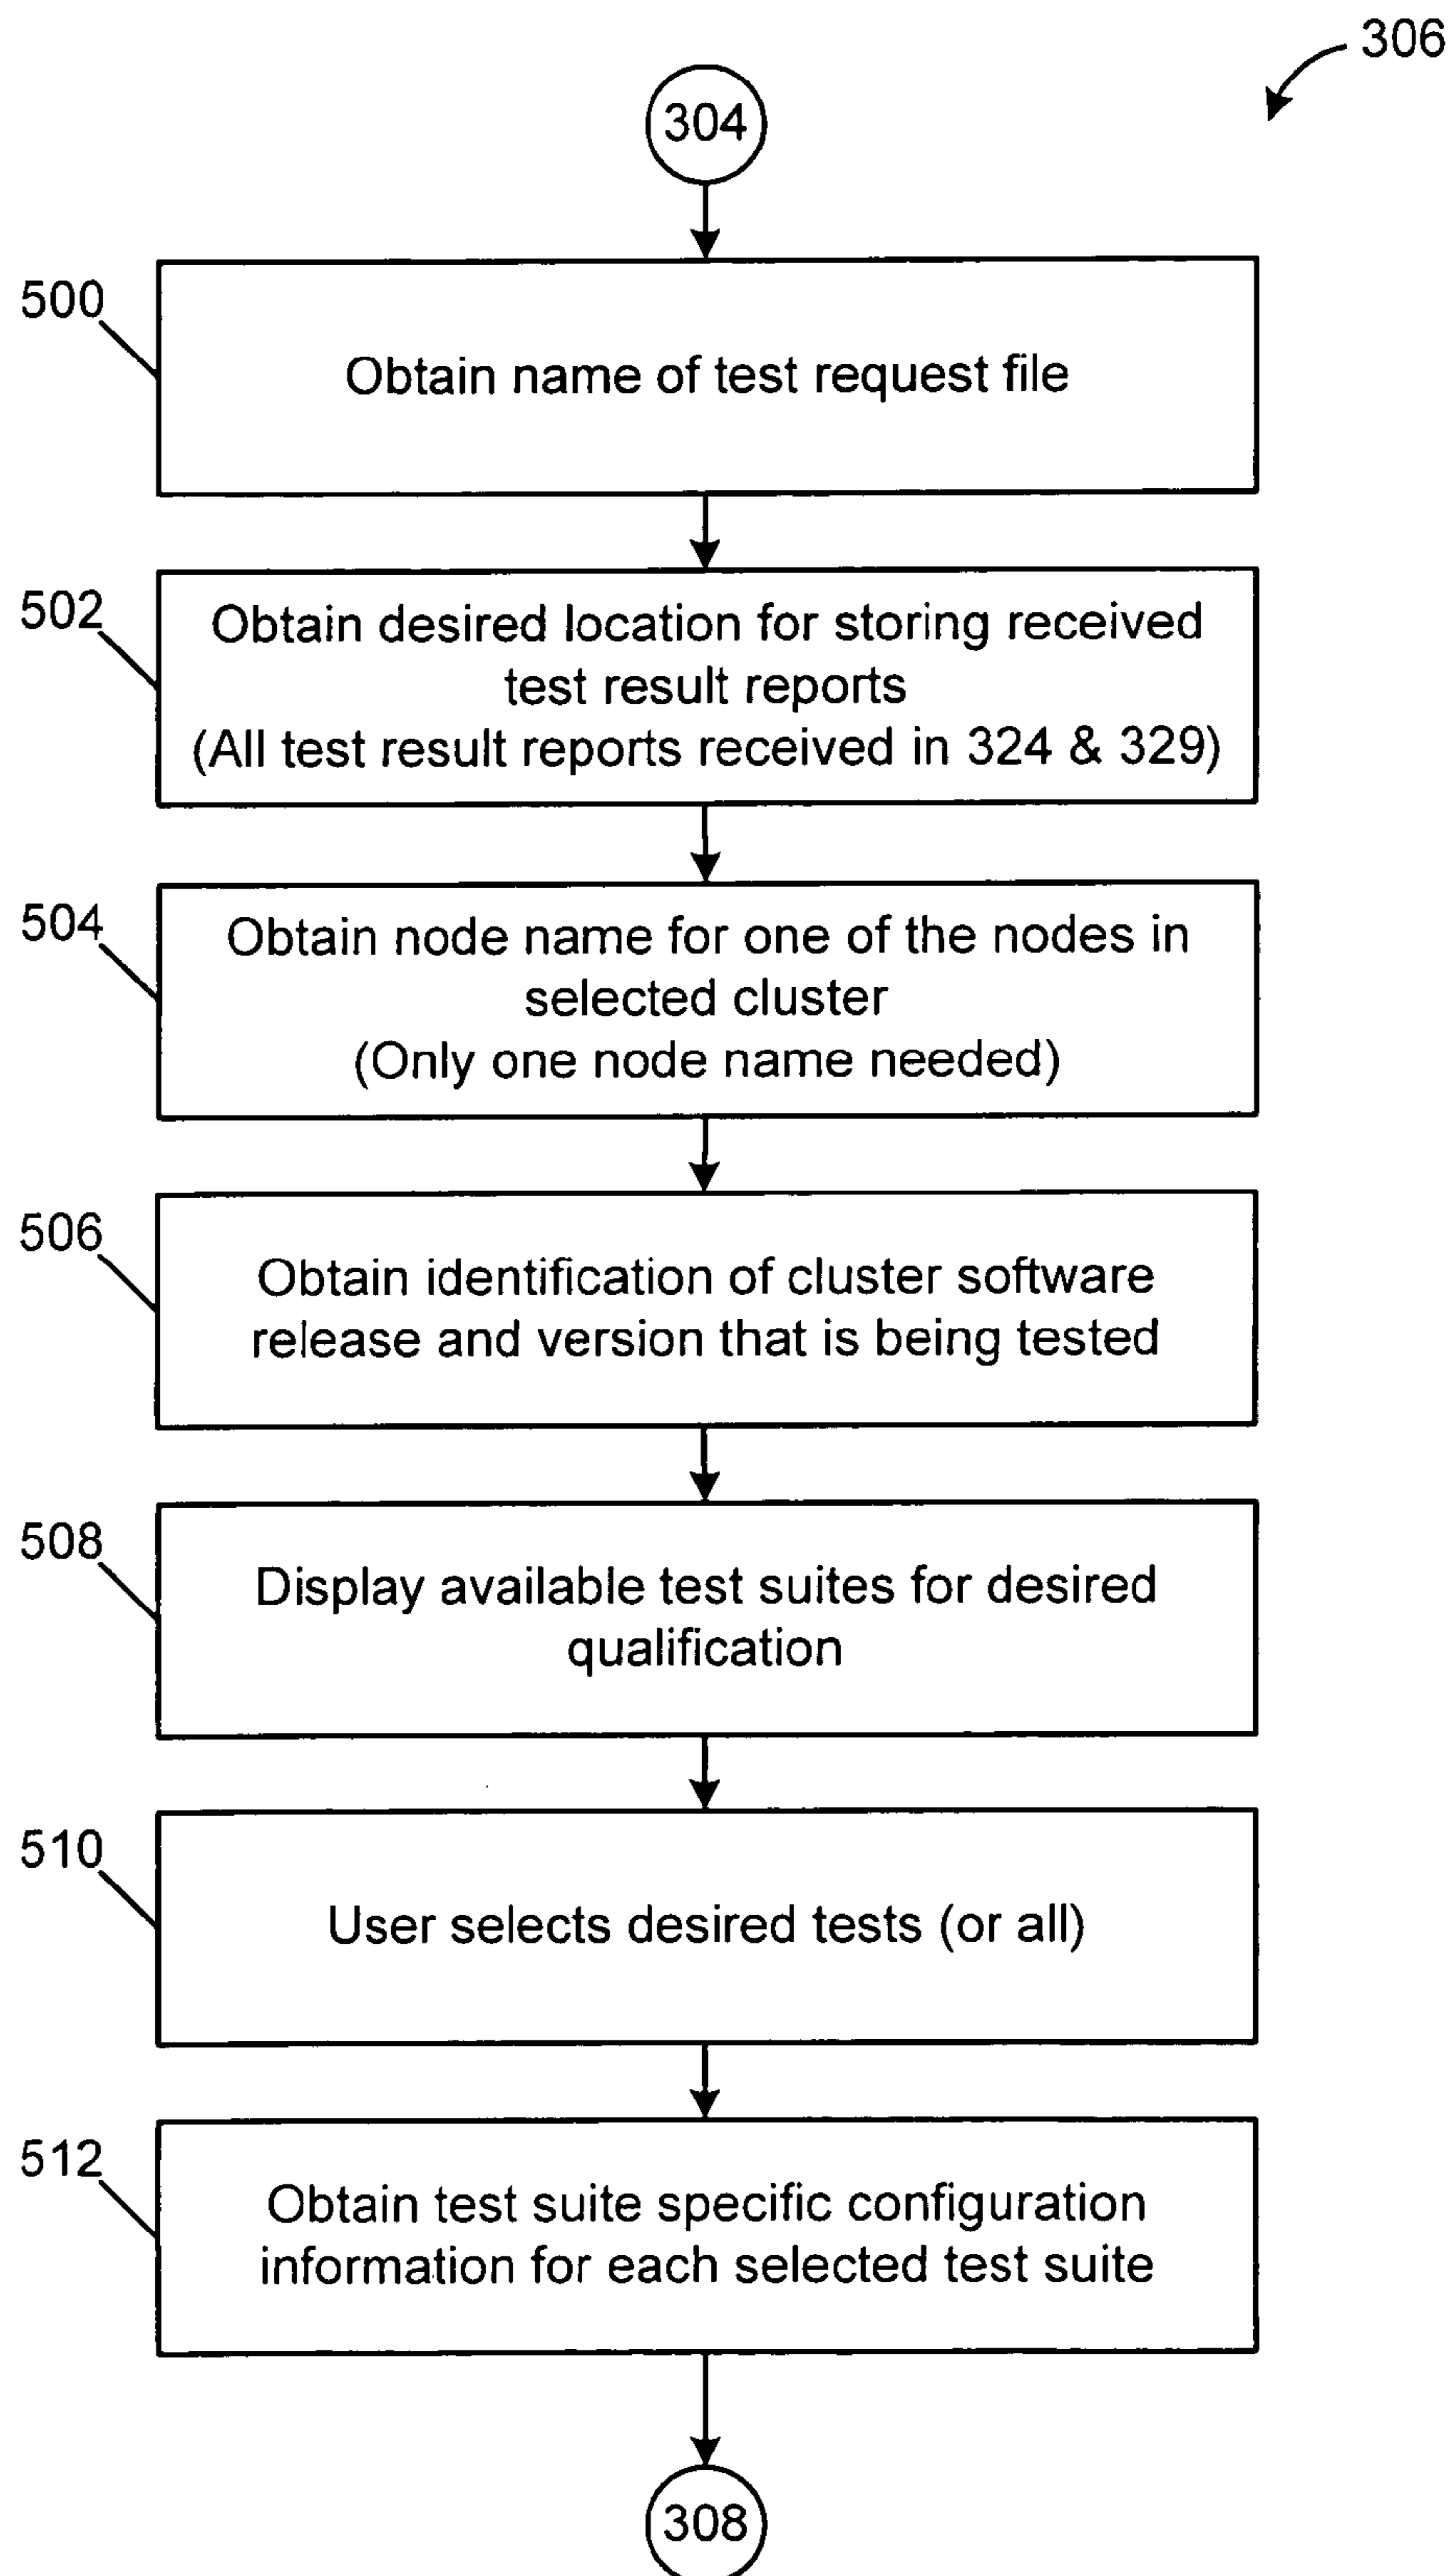 306
304
500
Obtain name of test request file
502
Obtain desired location for storing received
test result reports
(All test result reports received in 324 & 329)
504
Obtain node name for one of the nodes in
selected cluster
(Only one node name needed)
506
Obtain identification of cluster software
release and version that is being tested
508
Display available test suites for desired
qualification
510
User selects desired tests (or all)
512
Obtain test suite specific configuration
information for each selected test suite
308